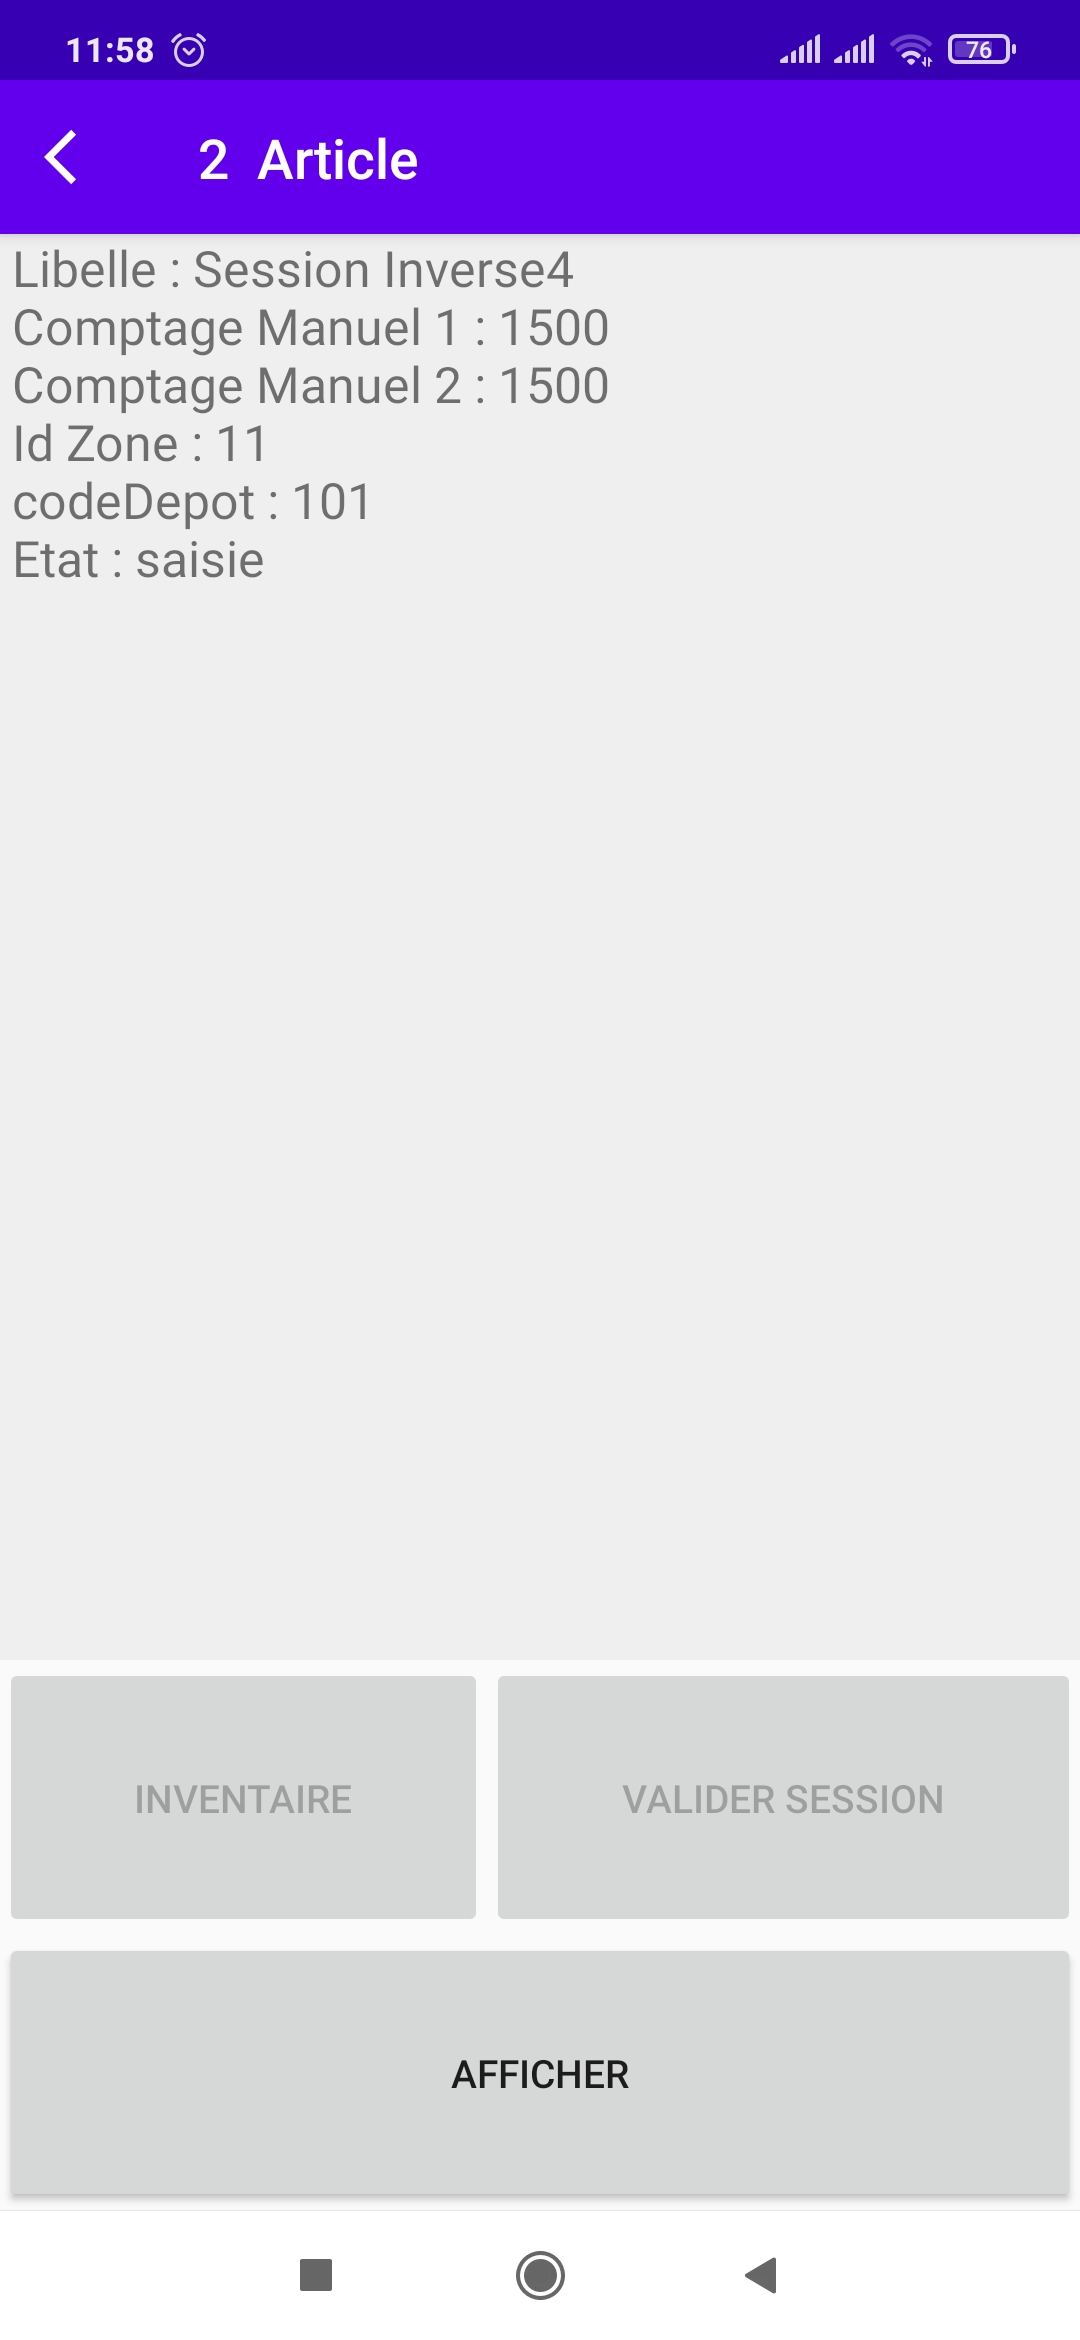 11:58
76
2 Article
Libelle : Session Inverse4
Comptage Manuel 1 : 1500
Comptage Manuel 2 : 1500
Id Zone : 11
codeDepot : 101
Etat : saisie
INVENTAIRE
VALIDER SESSION
AFFICHER